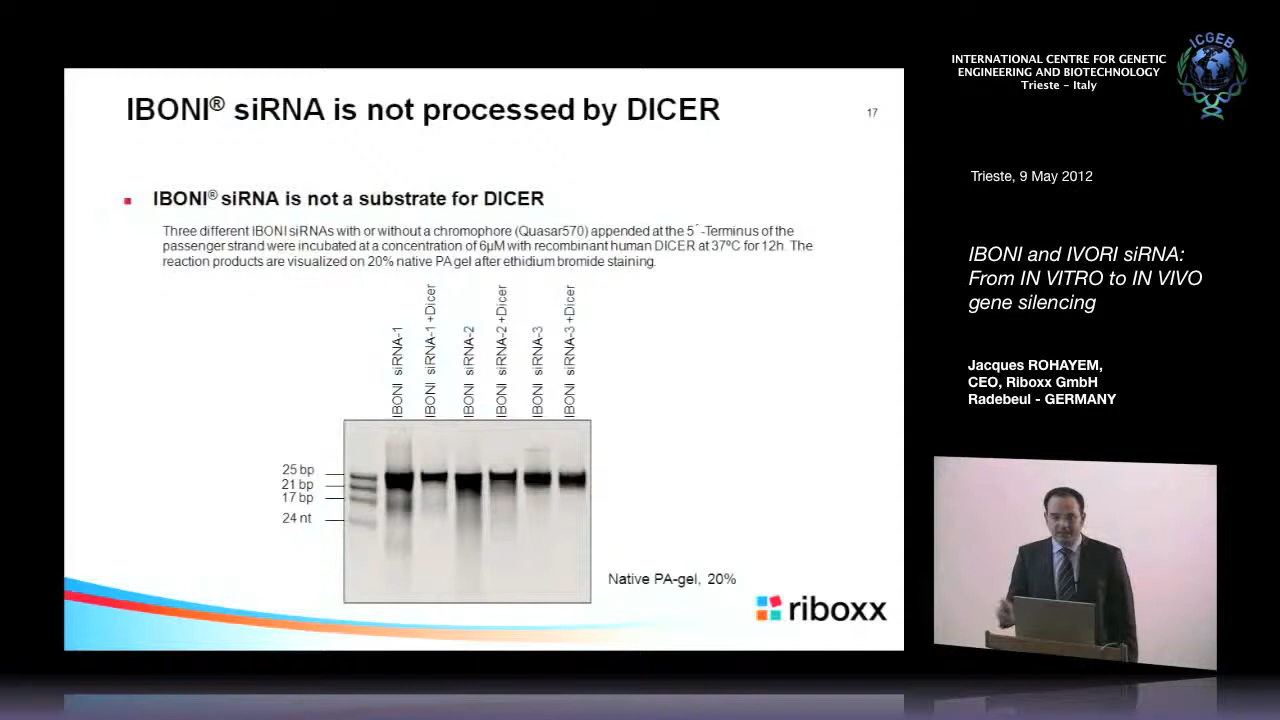 IBONI® siRNA is not processed by DICER
17
IBONI® siRNA is not a substrate for DICER
Three different IBONI siRNAs with or without a chromophore (Quasar570) appended at the 5´-Terminus of the
passenger strand were incubated at a concentration of 6µM with recombinant human DICER at 37ºC for 12h. The
reaction products are visualized on 20% native PA gel after ethidium bromide staining.
IBONI siRNA-1
IBONI siRNA-1 +Dicer
IBONI siRNA-2
IBONI siRNA-2 +Dicer
IBONI siRNA-3
IBONI siRNA-3 +Dicer
25 bp
21 bp
17 bp
24 nt
Native PA-gel, 20%
riboxx
INTERNATIONAL CENTRE FOR GENETIC
ENGINEERING AND BIOTECHNOLOGY
Trieste - Italy
ICGEB
Trieste, 9 May 2012
IBONI and IVORI siRNA:
From IN VITRO to IN VIVO
gene silencing
Jacques ROHAYEM,
CEO, Riboxx GmbH
Radebeul - GERMANY